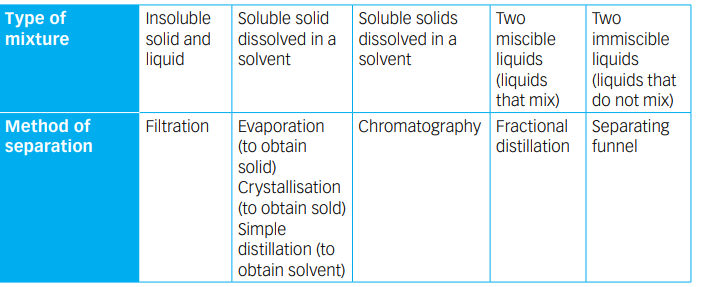 Type of
mixture
Insoluble
solid and
liquid
Soluble solid
dissolved in a
solvent
Soluble solids
dissolved in a
solvent
Two
miscible
liquids
(liquids
that mix)
Two
immiscible
liquids
(liquids that
do not mix)
Method of
separation
Filtration
Evaporation
(to obtain
solid)
Crystallisation
(to obtain sold)
Simple
distillation (to
obtain solvent)
Chromatography
Fractional
distillation
Separating
funnel